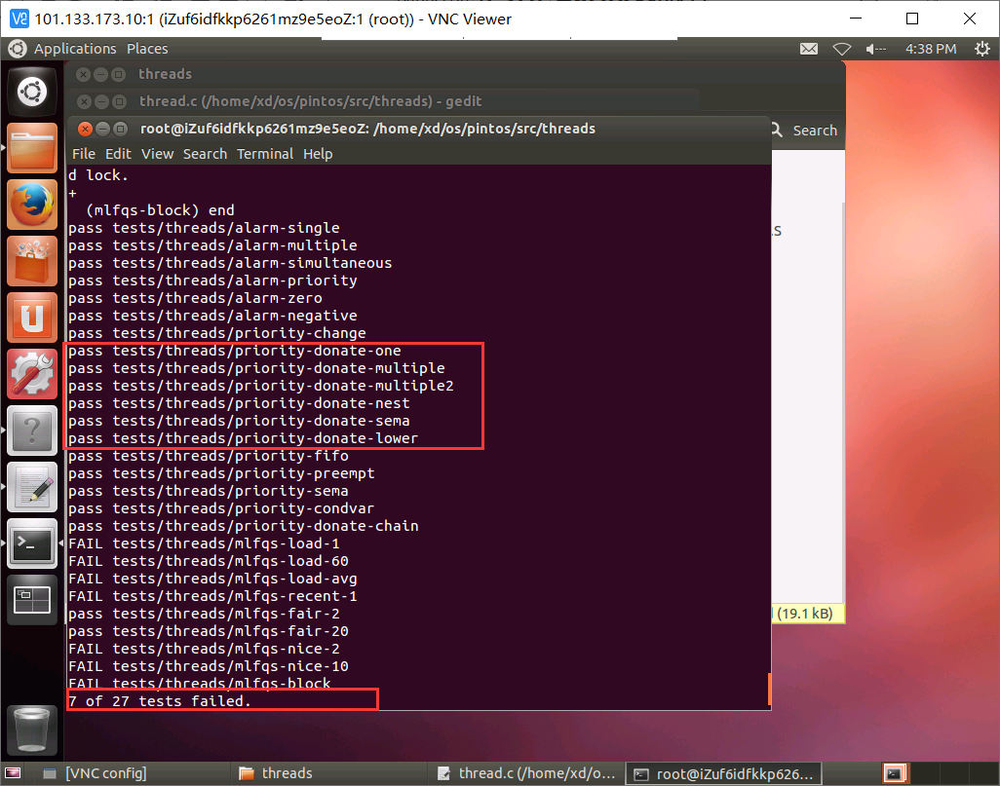 101.133.173.10:1 (iZuf6idfkkp6261mz9e5eoZ:1 (root)) - VNC Viewer
Applications Places
4:38 PM
threads
thread.c (/home/xd/os/pintos/src/threads) - gedit
root@iZuf6idfkkp6261mz9e5eoZ: /home/xd/os/pintos/src/threads
Search
File Edit View Search Terminal Help
d lock.
+
(mlfqs-block) end
pass tests/threads/alarm-single
pass tests/threads/alarm-multiple
pass tests/threads/alarm-simultaneous
pass tests/threads/alarm-priority
pass tests/threads/alarm-zero
pass tests/threads/alarm-negative
pass tests/threads/priority-change
pass tests/threads/priority-donate-one
pass tests/threads/priority-donate-multiple
pass tests/threads/priority-donate-multiple2
pass tests/threads/priority-donate-nest
pass tests/threads/priority-donate-sema
pass tests/threads/priority-donate-lower
pass tests/threads/priority-fifo
pass tests/threads/priority-preempt
pass tests/threads/priority-sema
pass tests/threads/priority-condvar
pass tests/threads/priority-donate-chain
FAIL tests/threads/mlfqs-load-1
FAIL tests/threads/mlfqs-load-60
FAIL tests/threads/mlfqs-load-avg
FAIL tests/threads/mlfqs-recent-1
pass tests/threads/mlfqs-fair-2
pass tests/threads/mlfqs-fair-20
FAIL tests/threads/mlfqs-nice-2
FAIL tests/threads/mlfqs-nice-10
FAIL tests/threads/mlfqs-block
7 of 27 tests failed.
(19.1 kB)
[VNC config]
threads
thread.c (/home/xd/o...
root@iZuf6idfkkp626...